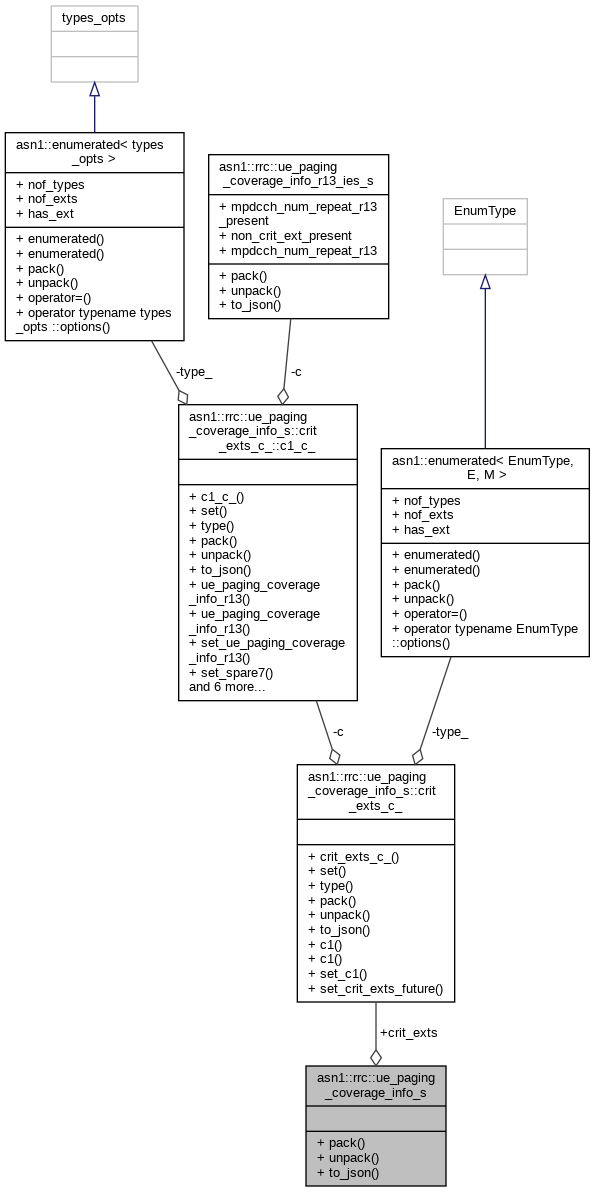 types_opts
asn1::enumerated< types
_opts >
+ nof_types
+ nof_exts
+ has_ext
+ enumerated()
+ enumerated()
+ pack()
+ unpack()
+ operator=()
+ operator typename types
_opts ::options()
asn1::rrc::ue_paging
_coverage_info_r13_ies_s
+ mpdcch_num_repeat_r13
_present
+ non_crit_ext_present
+ mpdcch_num_repeat_r13
+ pack()
+ unpack()
+ to_json()
EnumType
-type_
-c
asn1::rrc::ue_paging
_coverage_info_s::crit
_exts_c_::c1_c_
+ c1_c_()
+ set()
+ type()
+ pack()
+ unpack()
+ to_json()
+ ue_paging_coverage
_info_r13()
+ ue_paging_coverage
_info_r13()
+ set_ue_paging_coverage
_info_r13()
+ set_spare7()
and 6 more...
asn1::enumerated< EnumType,
E, M >
+ nof_types
+ nof_exts
+ has_ext
+ enumerated()
+ enumerated()
+ pack()
+ unpack()
+ operator=()
+ operator typename EnumType
::options()
-c
-type_
asn1::rrc::ue_paging
_coverage_info_s::crit
_exts_c_
+ crit_exts_c_()
+ set()
+ type()
+ pack()
+ unpack()
+ to_json()
+ c1()
+ c1()
+ set_c1()
+ set_crit_exts_future()
+crit_exts
asn1::rrc::ue_paging
_coverage_info_s
+ pack()
+ unpack()
+ to_json()